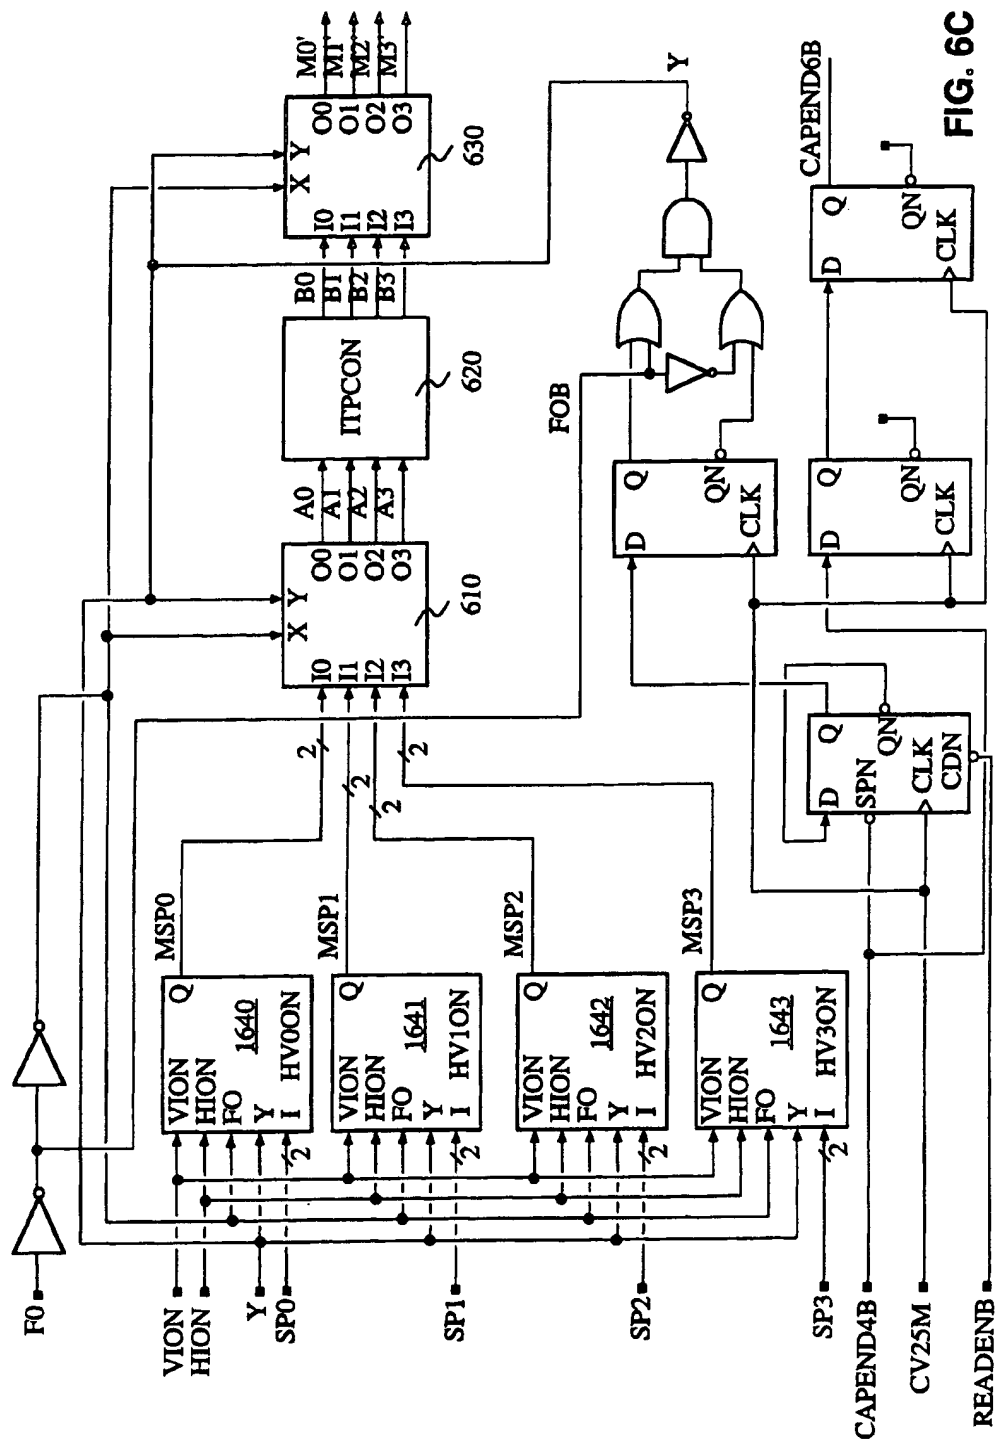 F0
VION
HION
Y
SP0
SP1
SP2
SP3
CAPEND4B
CV25M
READENB
VION
HION
FO
Y
I
Q
1640
HV0ON
2
MSP0
VION
HION
FO
Y
I
Q
1641
HV1ON
2
MSP1
VION
HION
FO
Y
I
Q
1642
HV2ON
2
MSP2
VION
HION
FO
Y
I
Q
1643
HV3ON
2
MSP3
2
2
2
2
X
Y
I0
I1
I2
I3
O0
O1
O2
O3
610
A0
A1
A2
A3
ITPCON
620
B0
B1
B2
B3
X
Y
I0
I1
I2
I3
O0
O1
O2
O3
630
M0'
M1'
M2'
M3'
FOB
Y
D
Q
SPN
QN
CLK
CDN
D
Q
QN
CLK
D
Q
QN
CLK
D
Q
QN
CLK
CAPEND6B
FIG. 6C